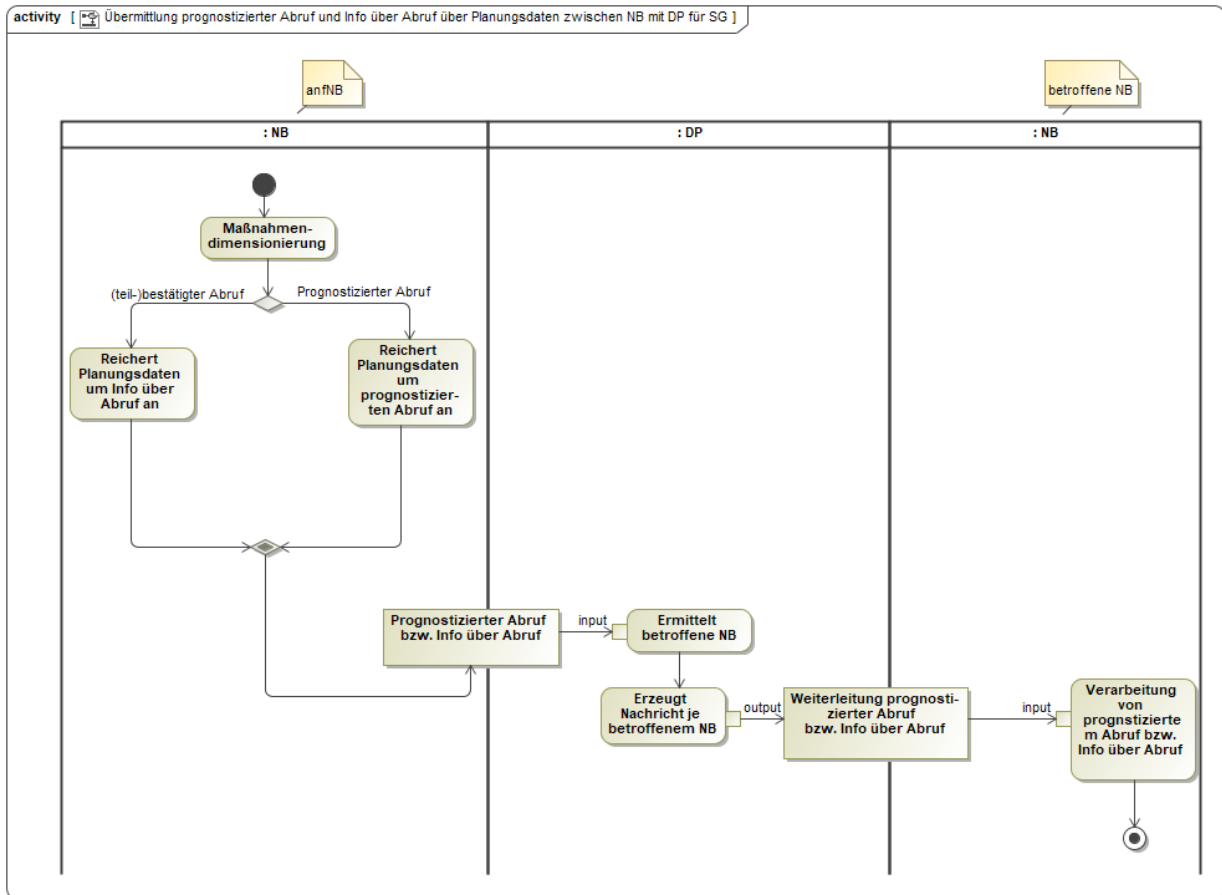 activity [ Übermittlung prognostizierter Abruf und Info über Abruf über Planungsdaten zwischen NB mit DP für SG ]
anfNB
betroffene NB
: NB
: DP
: NB
Maßnahmen-
dimensionierung
(teil-)bestätigter Abruf
Prognostizierter Abruf
Reichert
Planungsdaten
um Info über
Abruf an
Reichert
Planungsdaten
um
prognostizier-
ten Abruf an
Prognostizierter Abruf
bzw. Info über Abruf
input
Ermittelt
betroffene NB
Erzeugt
Nachricht je
betroffenem NB
output
Weiterleitung prognosti-
zierter Abruf
bzw. Info über Abruf
input
Verarbeitung
von
prognstizierte
m Abruf bzw.
Info über Abruf